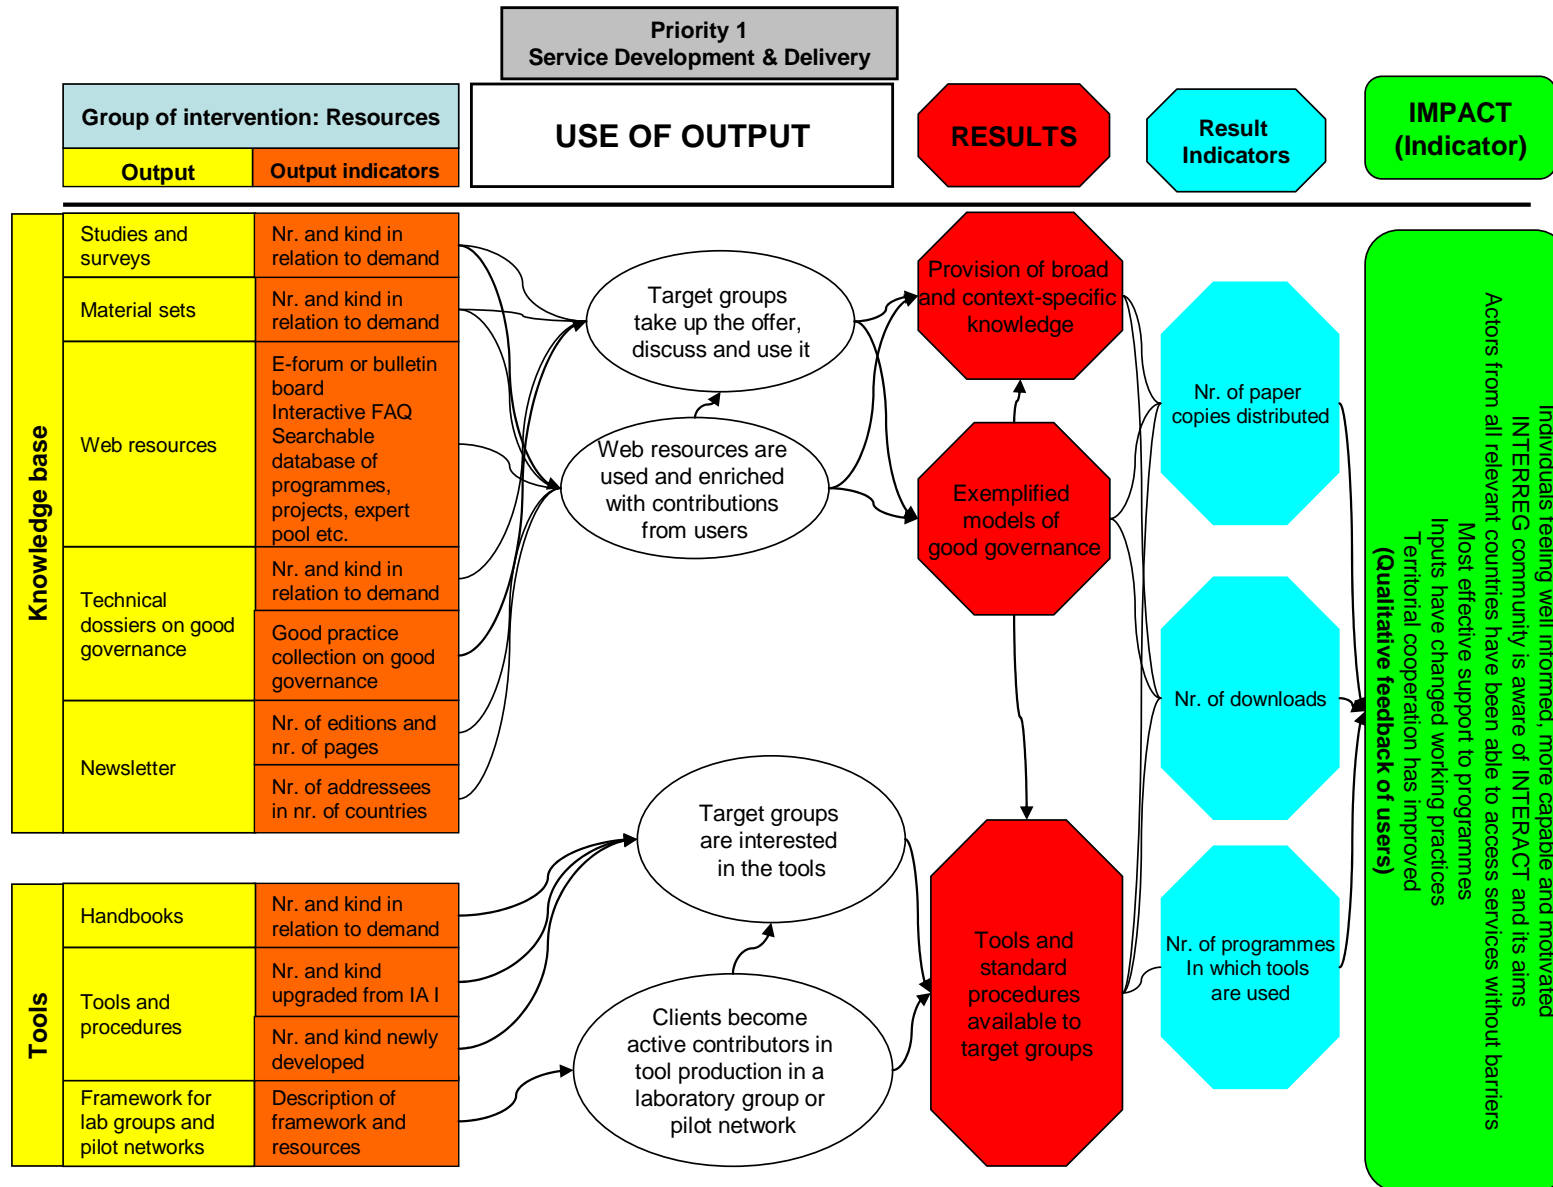 Priority 1
Service Development & Delivery
Group of intervention: Resources
Output
Output indicators
USE OF OUTPUT
RESULTS
Result
Indicators
IMPACT
(Indicator)
Knowledge base
Studies and
surveys
Nr. and kind in
relation to demand
Material sets
Nr. and kind in
relation to demand
Web resources
E-forum or bulletin
board
Interactive FAQ
Searchable
database of
programmes,
projects, expert
pool etc.
Technical
dossiers on good
governance
Nr. and kind in
relation to demand
Good practice
collection on good
governance
Newsletter
Nr. of editions and
nr. of pages
Nr. of addressees
in nr. of countries
Tools
Handbooks
Nr. and kind in
relation to demand
Tools and
procedures
Nr. and kind
upgraded from IA I
Nr. and kind newly
developed
Framework for
lab groups and
pilot networks
Description of
framework and
resources
Target groups
take up the offer,
discuss and use it
Web resources are
used and enriched
with contributions
from users
Target groups
are interested
in the tools
Clients become
active contributors in
tool production in a
laboratory group or
pilot network
Provision of broad
and context-specific
knowledge
Exemplified
models of
good governance
Tools and
standard
procedures
available to
target groups
Nr. of paper
copies distributed
Nr. of downloads
Nr. of programmes
In which tools
are used
Individuals feeling well informed, more capable and motivated
INTERREG community is aware of INTERACT and its aims
Actors from all relevant countries have been able to access services without barriers
Most effective support to programmes
Inputs have changed working practices
Territorial cooperation has improved
(Qualitative feedback of users)